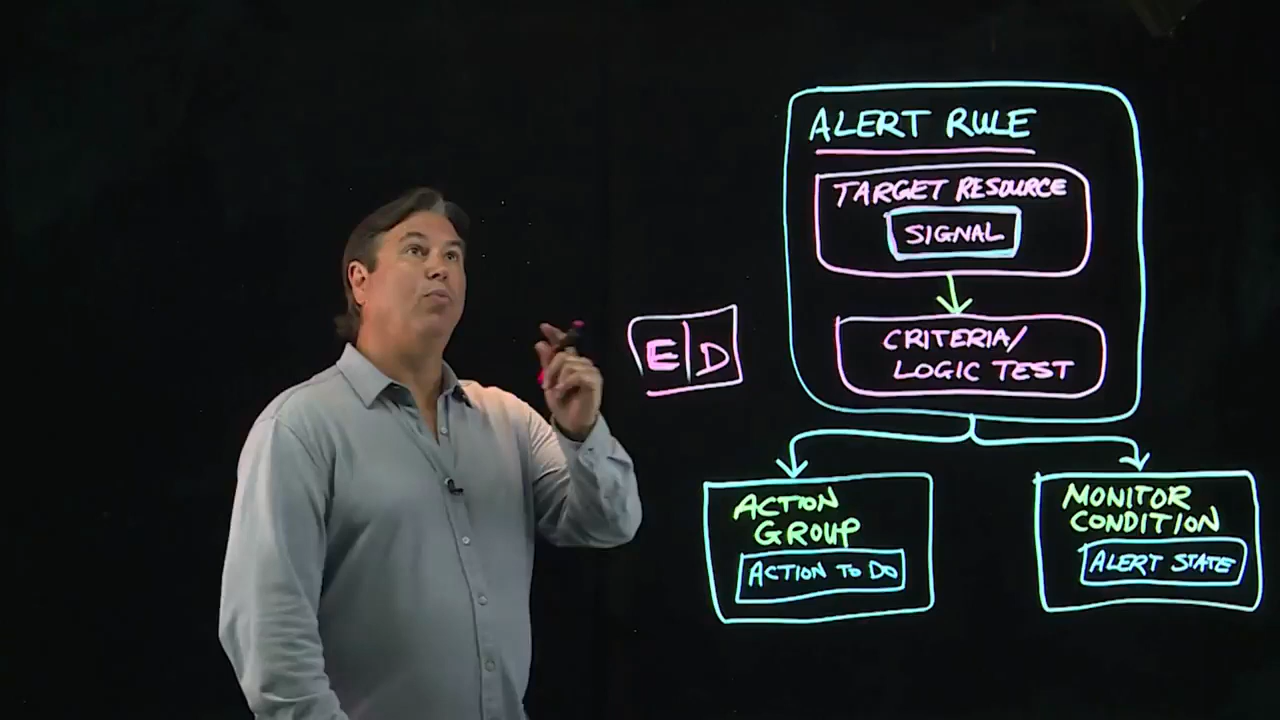 ALERT RULE
TARGET RESOURCE
SIGNAL
E|D
CRITERIA/
LOGIC TEST
ACTION
GROUP
ACTION TO DO
MONITOR
CONDITION
ALERT STATE